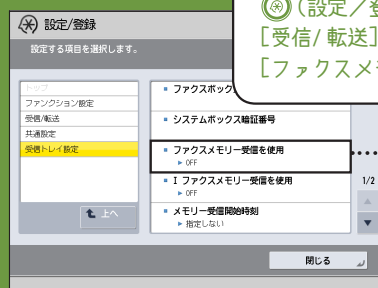 設定/登録
設定する項目を選択します。
(設定/登
[受信/ 転送]
[ファクスメモ
トップ
ファンクション設定
受信/転送
共通設定
受信トレイ設定
上へ
ファクスボック
システムボックス暗証番号
ファクスメモリー受信を使用
OFF
I ファクスメモリー受信を使用
OFF
メモリー受信開始時刻
指定しない
1/2
閉じる